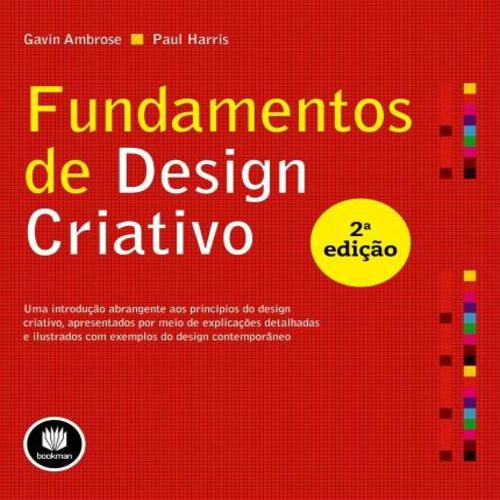 Gavin Ambrose Paul Harris
Fundamentos
de Design
Criativo
2ª
edição
Uma introdução abrangente aos princípios do design
criativo, apresentados por meio de explicações detalhadas
e ilustrados com exemplos do design contemporâneo
bookman